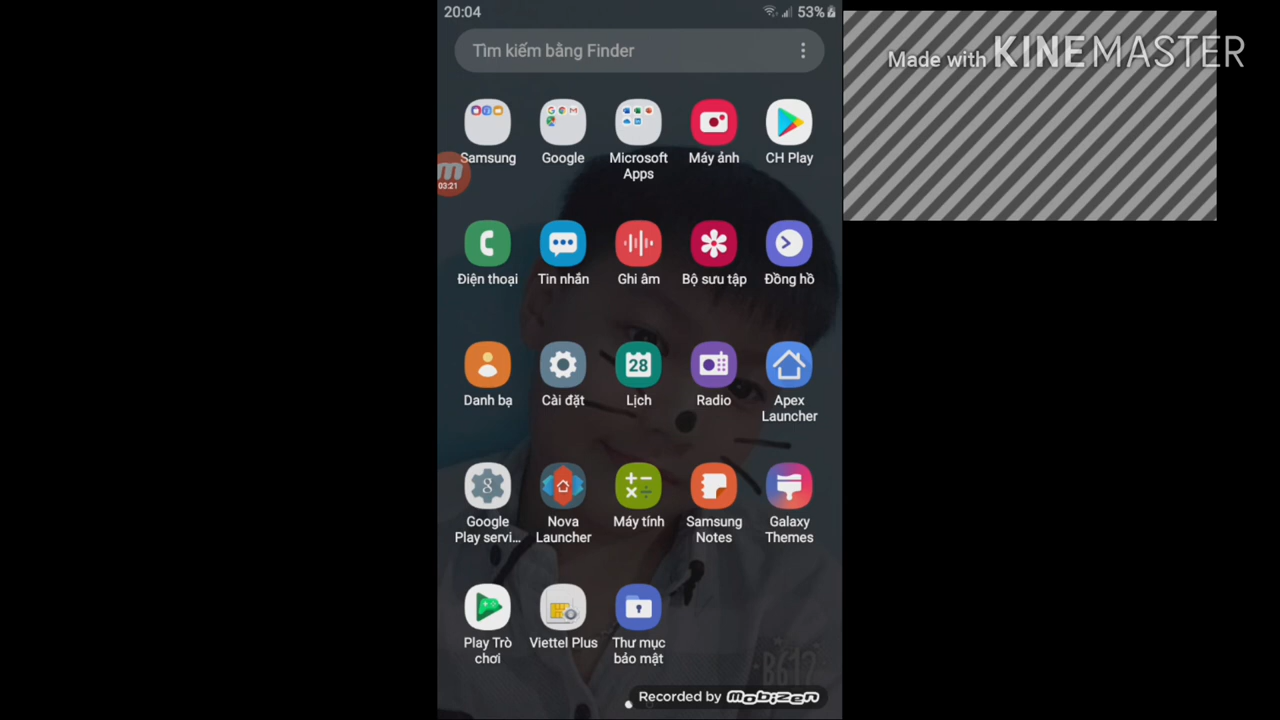 20:04
53%
Tìm kiếm bằng Finder
Made with KINEMASTER
Samsung
Google
Microsoft
Apps
Máy ảnh
CH Play
03:21
Điện thoại
Tin nhắn
Ghi âm
Bộ sưu tập
Đồng hồ
28
Danh bạ
Cài đặt
Lịch
Radio
Apex
Launcher
Google
Play servi...
Nova
Launcher
Máy tính
Samsung
Notes
Galaxy
Themes
Play Trò
chơi
Viettel Plus
Thư mục
bảo mật
B612
Recorded by mobizen